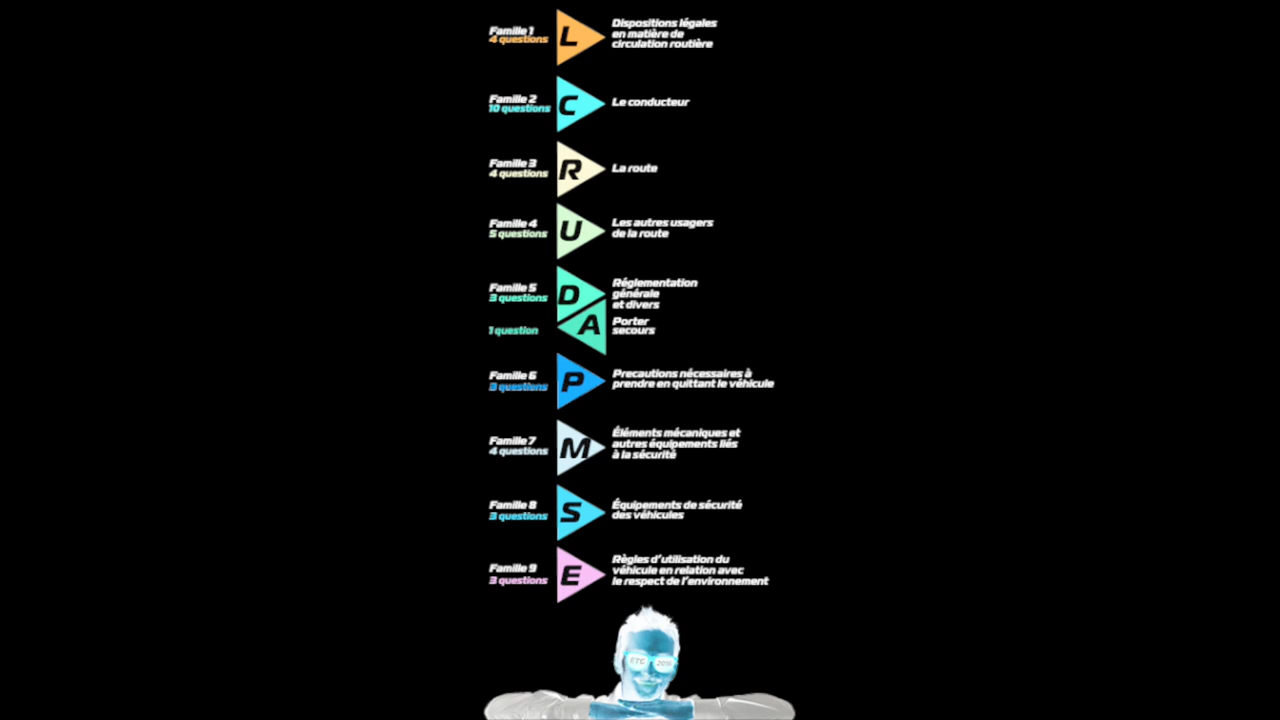 Famille 1
4 questions
L
Dispositions légales
en matière de
circulation routière
Famille 2
10 questions
C
Le conducteur
Famille 3
4 questions
R
La route
Famille 4
5 questions
U
Les autres usagers
de la route
Famille 5
3 questions
D
Réglementation
générale
et divers
1 question
A
Porter
secours
Famille 6
3 questions
P
Precautions nécessaires à
prendre en quittant le véhicule
Famille 7
4 questions
M
Éléments mécaniques et
autres équipements liés
à la sécurité
Famille 8
3 questions
S
Équipements de sécurité
des véhicules
Famille 9
3 questions
E
Règles d'utilisation du
véhicule en relation avec
le respect de l'environnement
ETG 2016